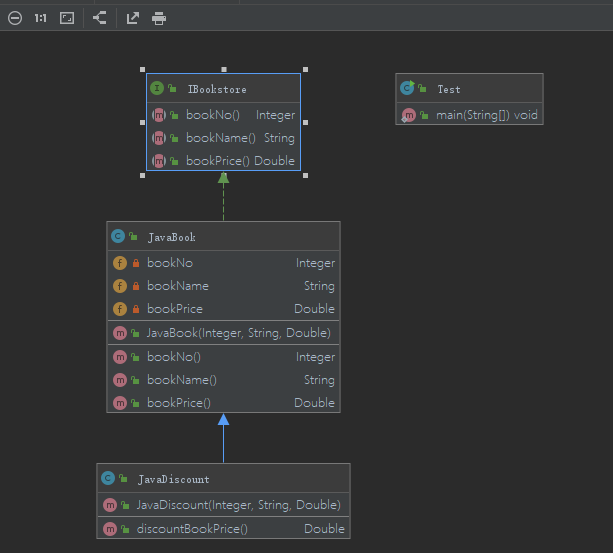 1:1
IBookstore
bookNo() Integer
bookName() String
bookPrice() Double
Test
main(String[]) void
JavaBook
bookNo Integer
bookName String
bookPrice Double
JavaBook(Integer, String, Double)
bookNo() Integer
bookName() String
bookPrice() Double
JavaDiscount
JavaDiscount(Integer, String, Double)
discountBookPrice() Double